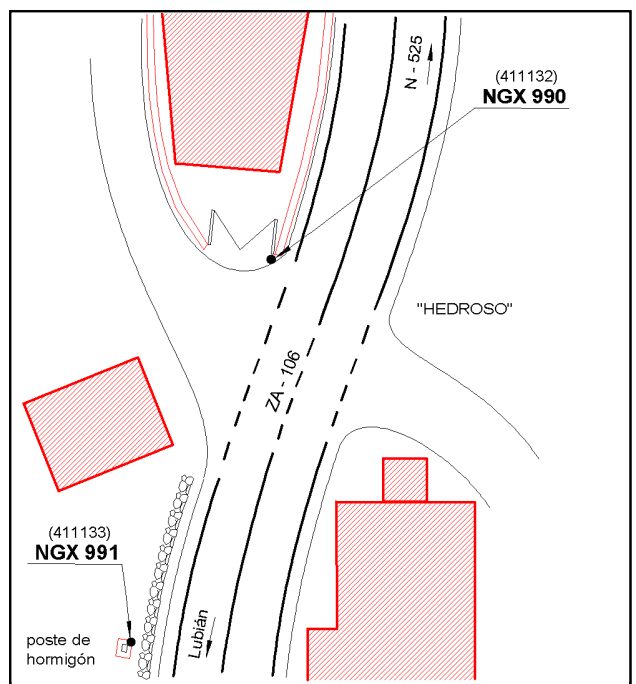 N - 525
(411132)
NGX 990
"HEDROSO"
ZA - 106
(411133)
NGX 991
poste de
hormigón
Lubián